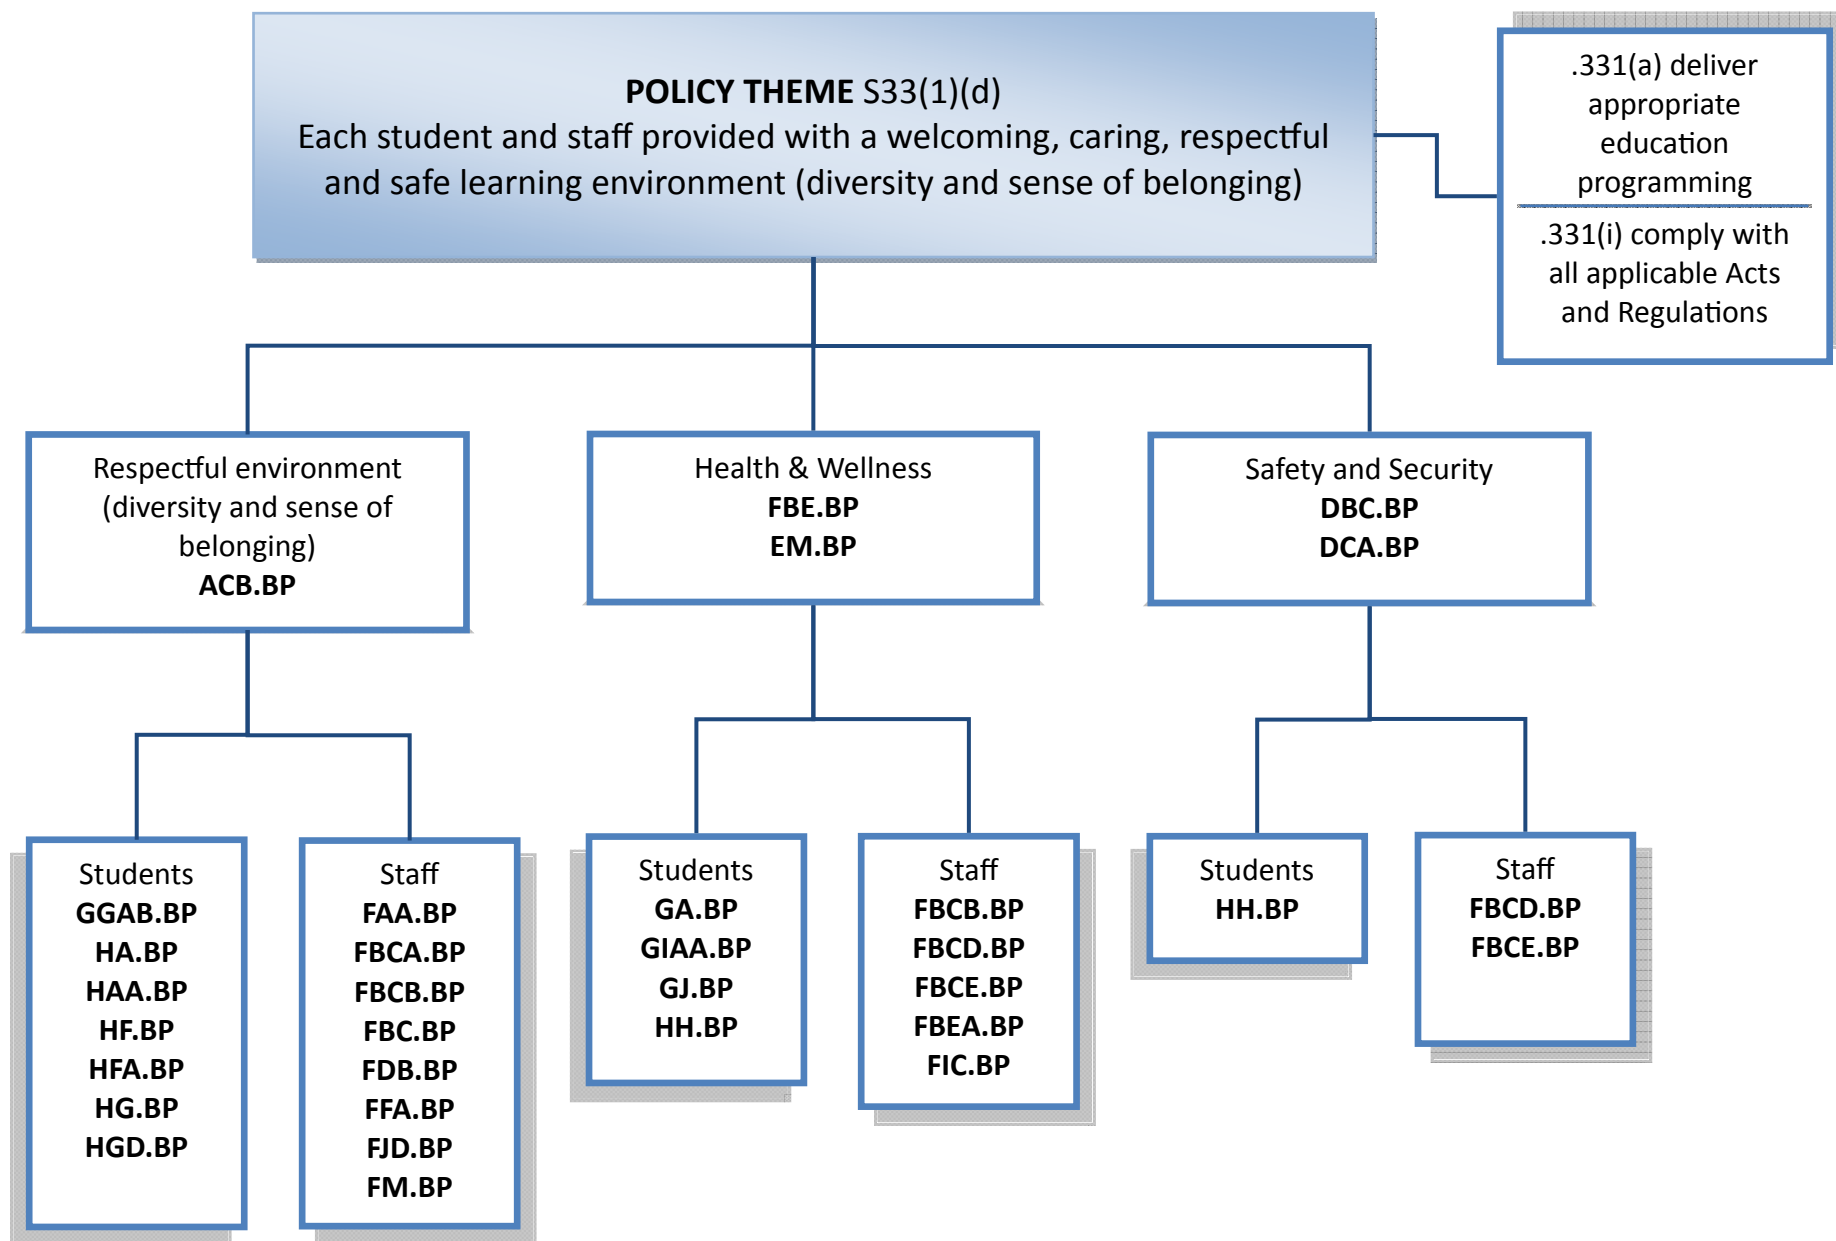 POLICY THEME S33(1)(d)
Each student and staff provided with a welcoming, caring, respectful
and safe learning environment (diversity and sense of belonging)
.331(a) deliver
appropriate
education
programming
.331(i) comply with
all applicable Acts
and Regulations
Respectful environment
(diversity and sense of
belonging)
ACB.BP
Health & Wellness
FBE.BP
EM.BP
Safety and Security
DBC.BP
DCA.BP
Students
GGAB.BP
HA.BP
HAA.BP
HF.BP
HFA.BP
HG.BP
HGD.BP
Staff
FAA.BP
FBCA.BP
FBCB.BP
FBC.BP
FDB.BP
FFA.BP
FJD.BP
FM.BP
Students
GA.BP
GIAA.BP
GJ.BP
HH.BP
Staff
FBCB.BP
FBCD.BP
FBCE.BP
FBEA.BP
FIC.BP
Students
HH.BP
Staff
FBCD.BP
FBCE.BP